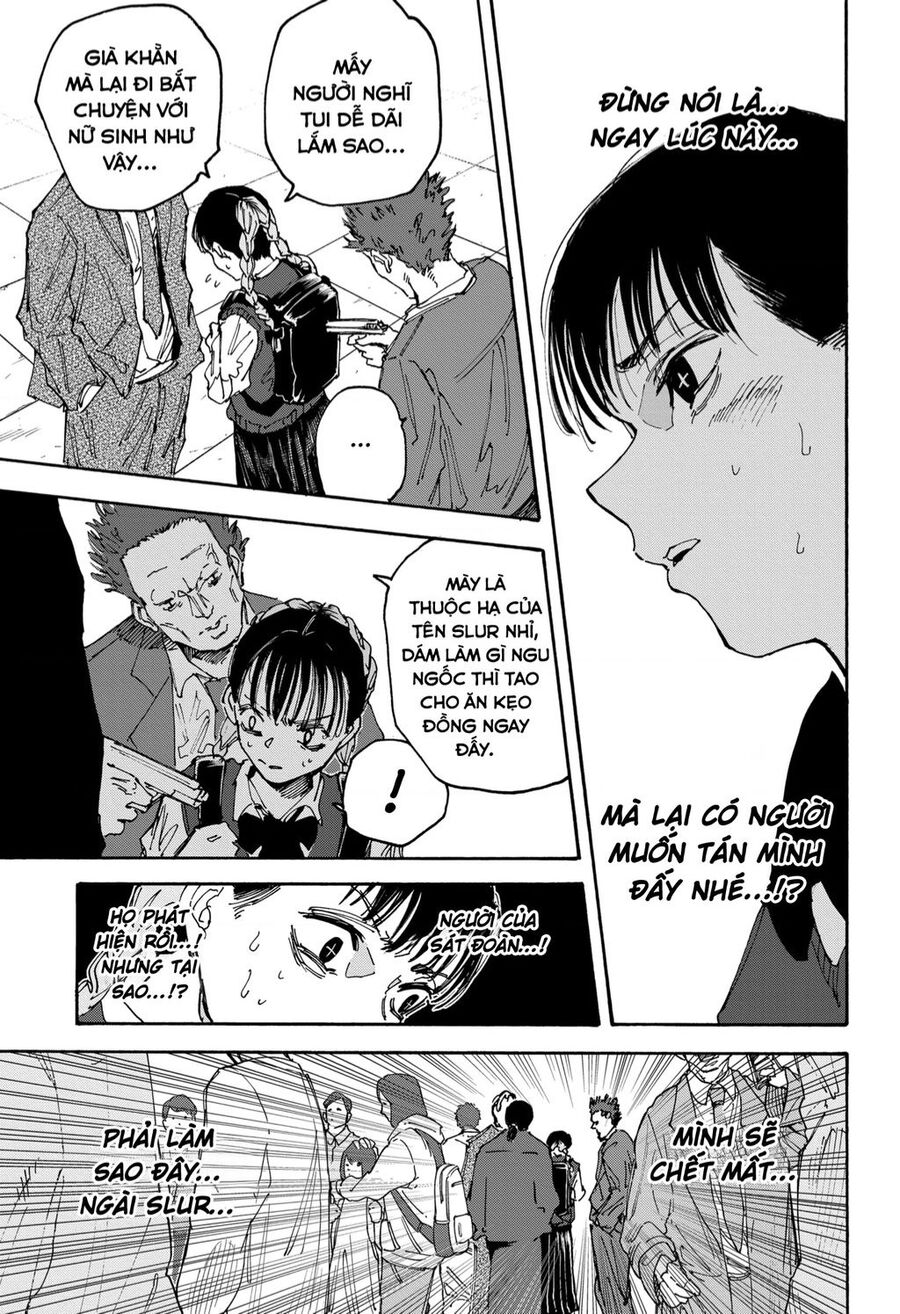 ĐỪNG NÓI LÀ...
NGAY LÚC NÀY...
MÀ LẠI CÓ NGƯỜI
MUỐN TÁN MÌNH
ĐẤY NHÉ...!?
MẤY
NGƯỜI NGHĨ
TUI DỄ DÃI
LẮM SAO...
GIÀ KHẰN
MÀ LẠI ĐI BẮT
CHUYỆN VỚI
NỮ SINH NHƯ
VẬY...
...
MÀY LÀ
THUỘC HẠ CỦA
TÊN SLUR NHỈ,
DÁM LÀM GÌ NGU
NGỐC THÌ TAO
CHO ĂN KẸO
ĐỒNG NGAY
ĐẤY.
!
NGƯỜI CỦA
SÁT ĐOÀN...!
HỌ PHÁT
HIỆN RỒI...!
NHƯNG TẠI
SAO...!?
MÌNH SẼ
CHẾT MẤT...
PHẢI LÀM
SAO ĐÂY...
NGÀI SLUR...